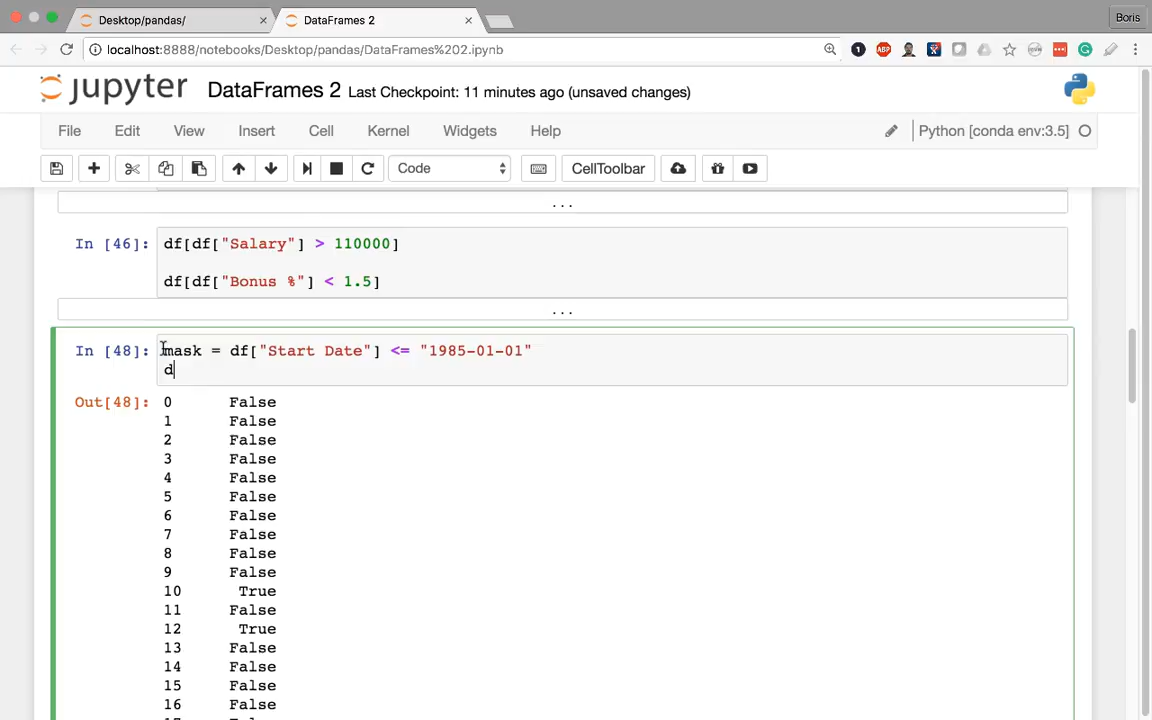 Desktop/pandas/
DataFrames 2
Boris
localhost:8888/notebooks/Desktop/pandas/DataFrames%202.ipynb
jupyter DataFrames 2 Last Checkpoint: 11 minutes ago (unsaved changes)
File Edit View Insert Cell Kernel Widgets Help Python [conda env:3.5]
Code CellToolbar
...
In [46]: df[df["Salary"] > 110000]
df[df["Bonus %"] < 1.5]
...
In [48]: mask = df["Start Date"] <= "1985-01-01"
d
Out[48]: 0 False
1 False
2 False
3 False
4 False
5 False
6 False
7 False
8 False
9 False
10 True
11 False
12 True
13 False
14 False
15 False
16 False